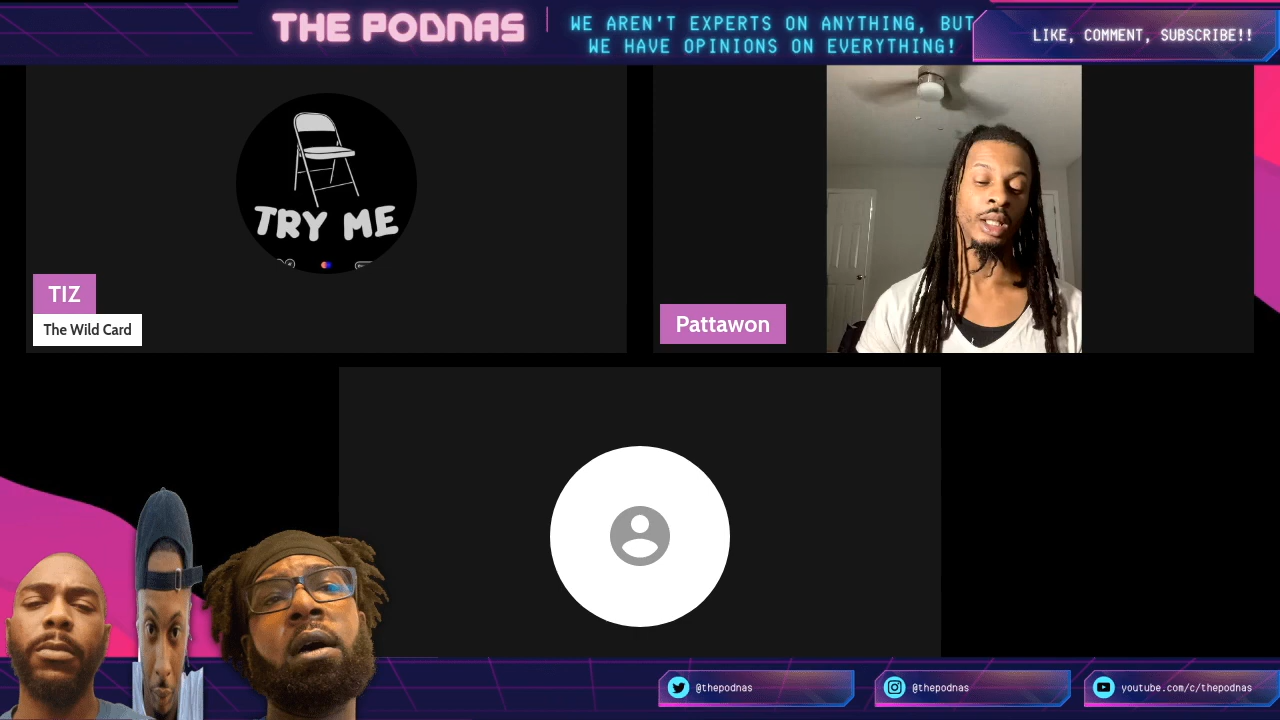 THE PODNAS
WE AREN'T EXPERTS ON ANYTHING, BUT
WE HAVE OPINIONS ON EVERYTHING!
LIKE, COMMENT, SUBSCRIBE!!
TRY ME
TIZ
The Wild Card
Pattawon
@thepodnas
@thepodnas
youtube.com/c/thepodnas